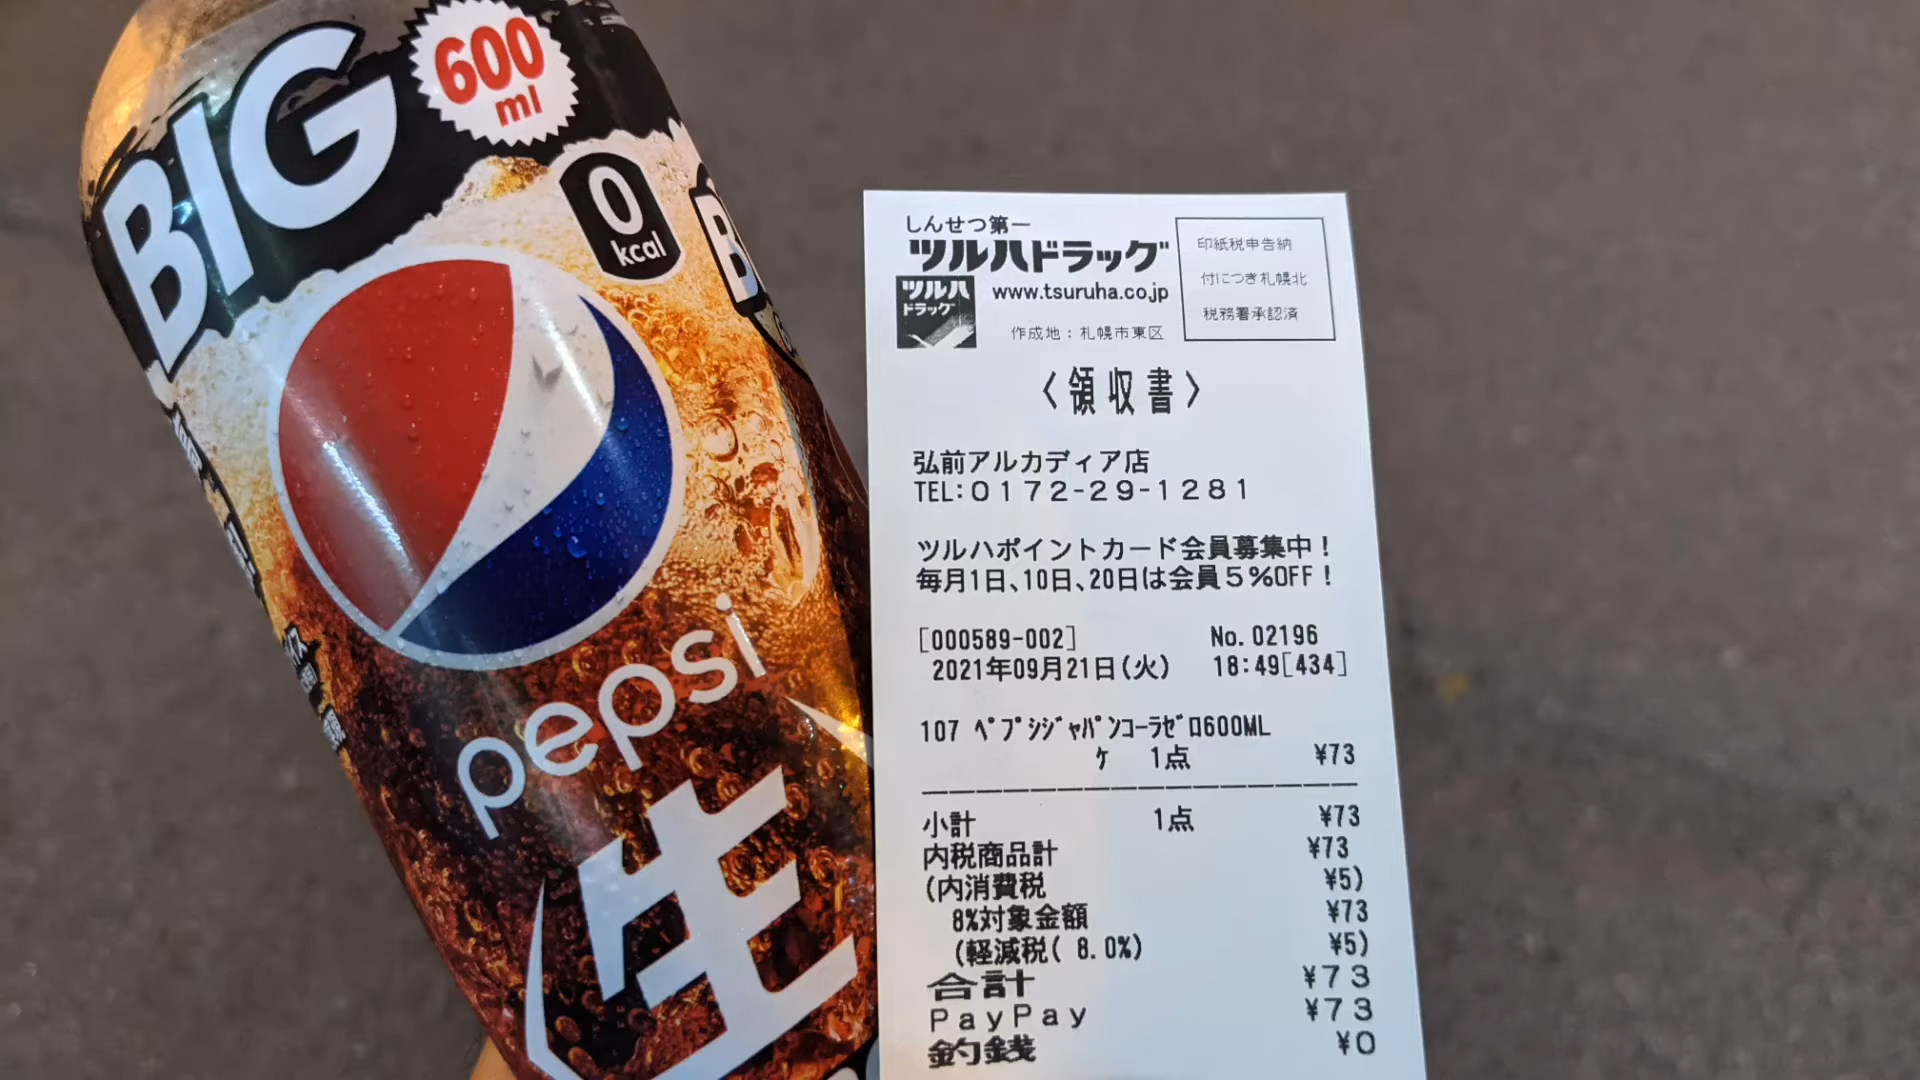 BIG
600
ml
0
kcal
pepsi
生
しんせつ第一
ツルハドラッグ
ツルハ
ドラッグ
www.tsuruha.co.jp
作成地：札幌市東区
印紙税申告納
付につき札幌北
税務署承認済
〈領収書〉
弘前アルカディア店
TEL:0172-29-1281
ツルハポイントカード会員募集中！
毎月1日、10日、20日は会員5%OFF！
[000589-002] No.02196
2021年09月21日(火) 18:49[434]
107 ﾍﾟﾌﾟｼｼﾞｬﾊﾟﾝｺｰﾗｾﾞﾛ600ML
ｹ 1点 ¥73
小計 1点 ¥73
内税商品計 ¥73
(内消費税 ¥5)
8%対象金額 ¥73
(軽減税( 8.0%) ¥5)
合計 ¥73
PayPay ¥73
釣銭 ¥0